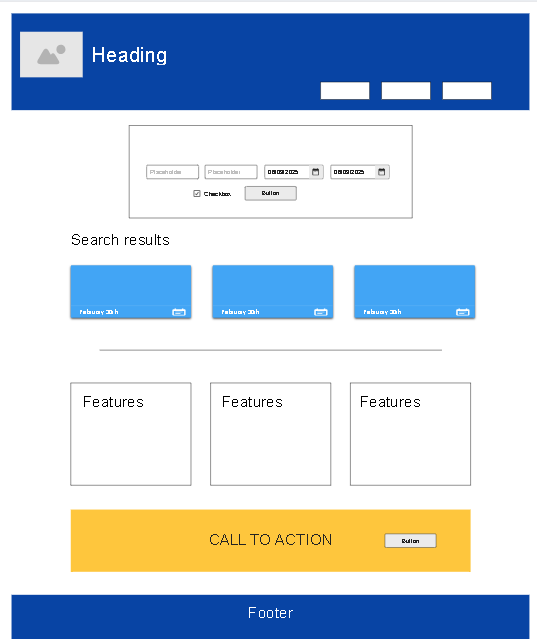 Heading
Placeholder Placeholder 08/09/2025 08/09/2025
Checkbox Button
Search results
February 30th February 30th February 30th
Features Features Features
CALL TO ACTION Button
Footer